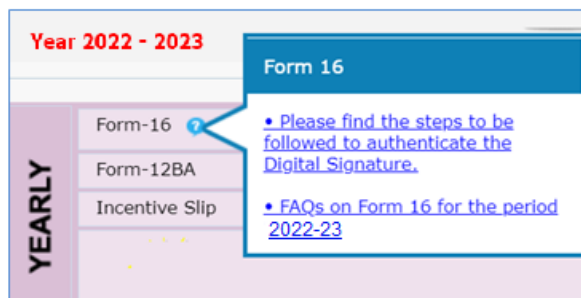 Year 2022 - 2023
Form 16
Form-16 ?
• Please find the steps to be
followed to authenticate the
Digital Signature.
Form-12BA
• FAQs on Form 16 for the period
2022-23
Incentive Slip
YEARLY